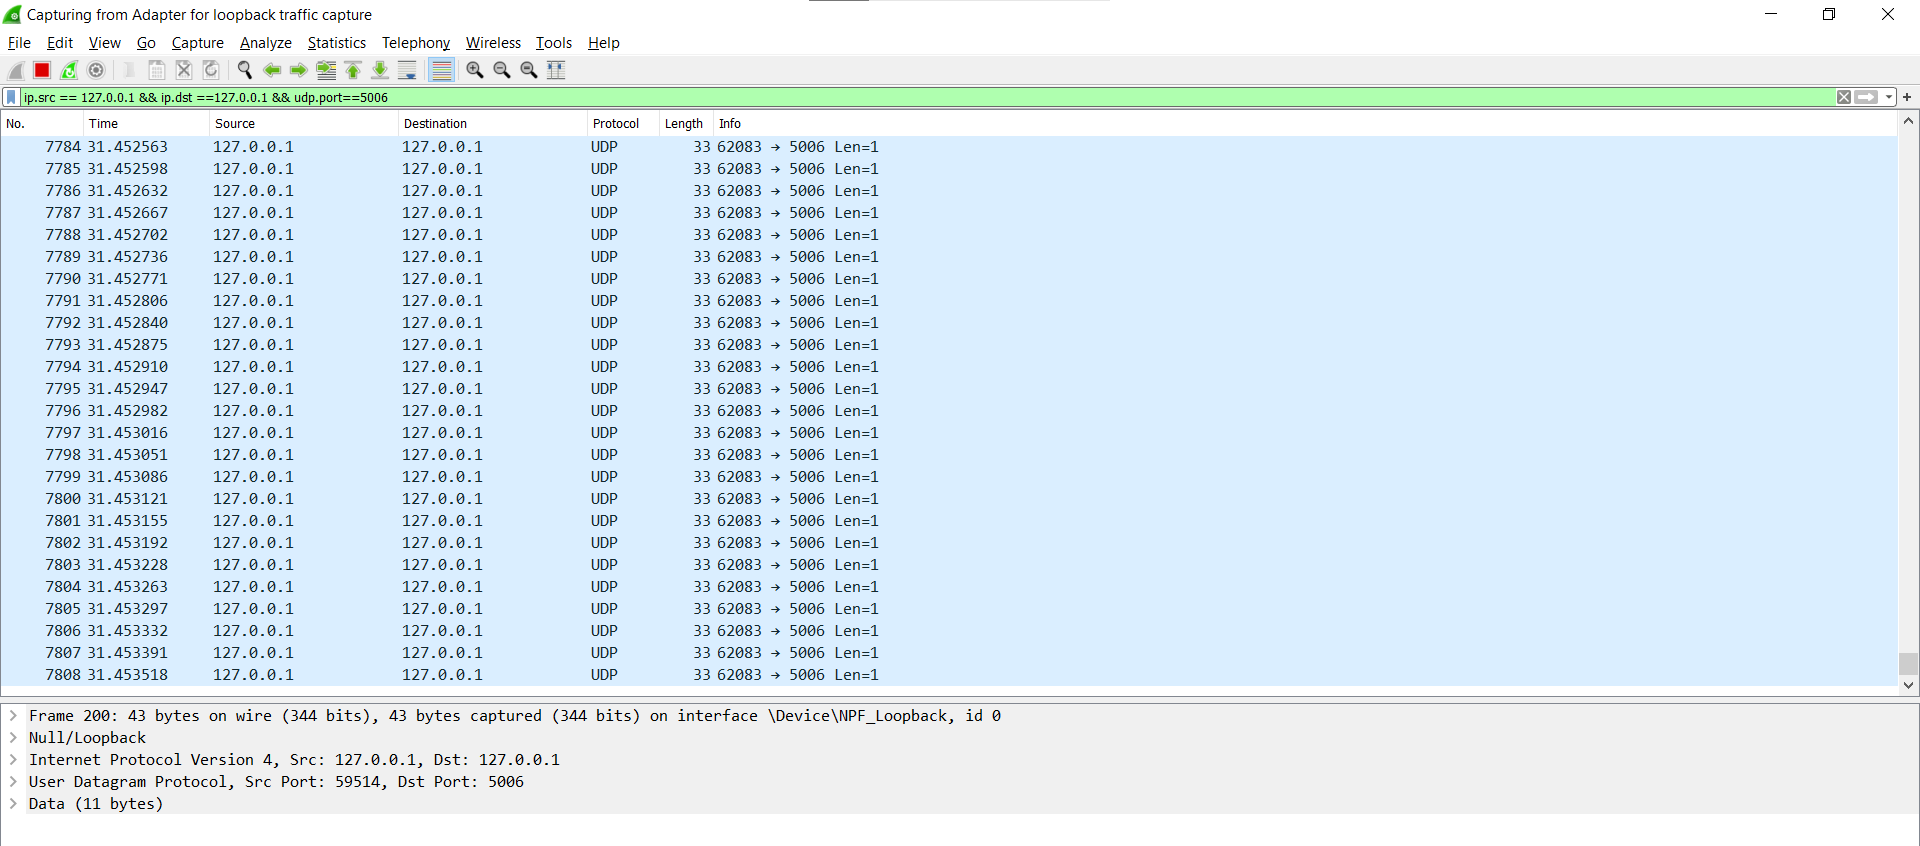 Capturing from Adapter for loopback traffic capture
File Edit View Go Capture Analyze Statistics Telephony Wireless Tools Help
ip.src == 127.0.0.1 && ip.dst ==127.0.0.1 && udp.port==5006
No. Time Source Destination Protocol Length Info
7784 31.452563 127.0.0.1 127.0.0.1 UDP 33 62083 → 5006 Len=1
7785 31.452598 127.0.0.1 127.0.0.1 UDP 33 62083 → 5006 Len=1
7786 31.452632 127.0.0.1 127.0.0.1 UDP 33 62083 → 5006 Len=1
7787 31.452667 127.0.0.1 127.0.0.1 UDP 33 62083 → 5006 Len=1
7788 31.452702 127.0.0.1 127.0.0.1 UDP 33 62083 → 5006 Len=1
7789 31.452736 127.0.0.1 127.0.0.1 UDP 33 62083 → 5006 Len=1
7790 31.452771 127.0.0.1 127.0.0.1 UDP 33 62083 → 5006 Len=1
7791 31.452806 127.0.0.1 127.0.0.1 UDP 33 62083 → 5006 Len=1
7792 31.452840 127.0.0.1 127.0.0.1 UDP 33 62083 → 5006 Len=1
7793 31.452875 127.0.0.1 127.0.0.1 UDP 33 62083 → 5006 Len=1
7794 31.452910 127.0.0.1 127.0.0.1 UDP 33 62083 → 5006 Len=1
7795 31.452947 127.0.0.1 127.0.0.1 UDP 33 62083 → 5006 Len=1
7796 31.452982 127.0.0.1 127.0.0.1 UDP 33 62083 → 5006 Len=1
7797 31.453016 127.0.0.1 127.0.0.1 UDP 33 62083 → 5006 Len=1
7798 31.453051 127.0.0.1 127.0.0.1 UDP 33 62083 → 5006 Len=1
7799 31.453086 127.0.0.1 127.0.0.1 UDP 33 62083 → 5006 Len=1
7800 31.453121 127.0.0.1 127.0.0.1 UDP 33 62083 → 5006 Len=1
7801 31.453155 127.0.0.1 127.0.0.1 UDP 33 62083 → 5006 Len=1
7802 31.453192 127.0.0.1 127.0.0.1 UDP 33 62083 → 5006 Len=1
7803 31.453228 127.0.0.1 127.0.0.1 UDP 33 62083 → 5006 Len=1
7804 31.453263 127.0.0.1 127.0.0.1 UDP 33 62083 → 5006 Len=1
7805 31.453297 127.0.0.1 127.0.0.1 UDP 33 62083 → 5006 Len=1
7806 31.453332 127.0.0.1 127.0.0.1 UDP 33 62083 → 5006 Len=1
7807 31.453391 127.0.0.1 127.0.0.1 UDP 33 62083 → 5006 Len=1
7808 31.453518 127.0.0.1 127.0.0.1 UDP 33 62083 → 5006 Len=1
Frame 200: 43 bytes on wire (344 bits), 43 bytes captured (344 bits) on interface \Device\NPF_Loopback, id 0
Null/Loopback
Internet Protocol Version 4, Src: 127.0.0.1, Dst: 127.0.0.1
User Datagram Protocol, Src Port: 59514, Dst Port: 5006
Data (11 bytes)